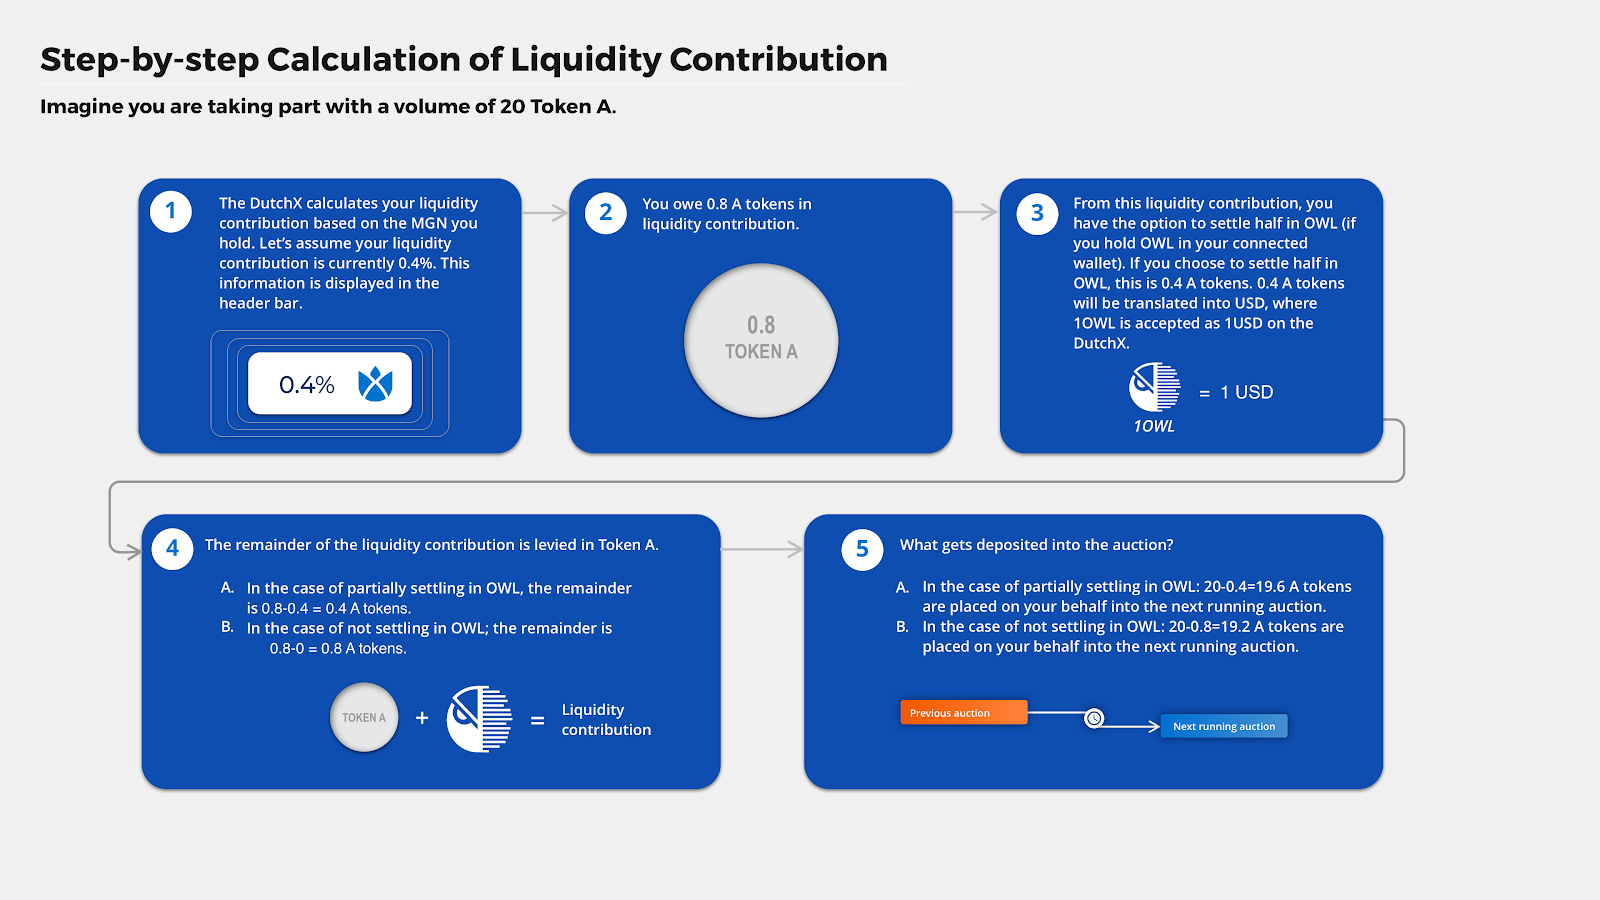 Step-by-step Calculation of Liquidity Contribution
Imagine you are taking part with a volume of 20 Token A.
1
The DutchX calculates your liquidity
contribution based on the MGN you
hold. Let's assume your liquidity
contribution is currently 0.4%. This
information is displayed in the
header bar.
0.4%
2
You owe 0.8 A tokens in
liquidity contribution.
0.8
TOKEN A
3
From this liquidity contribution, you
have the option to settle half in OWL (if
you hold OWL in your connected
wallet). If you choose to settle half in
OWL, this is 0.4 A tokens. 0.4 A tokens
will be translated into USD, where
1OWL is accepted as 1USD on the
DutchX.
= 1 USD
1OWL
4
The remainder of the liquidity contribution is levied in Token A.
A. In the case of partially settling in OWL, the remainder
is 0.8-0.4 = 0.4 A tokens.
B. In the case of not settling in OWL; the remainder is
0.8-0 = 0.8 A tokens.
TOKEN A + = Liquidity
contribution
5
What gets deposited into the auction?
A. In the case of partially settling in OWL: 20-0.4=19.6 A tokens
are placed on your behalf into the next running auction.
B. In the case of not settling in OWL: 20-0.8=19.2 A tokens are
placed on your behalf into the next running auction.
Previous auction
Next running auction